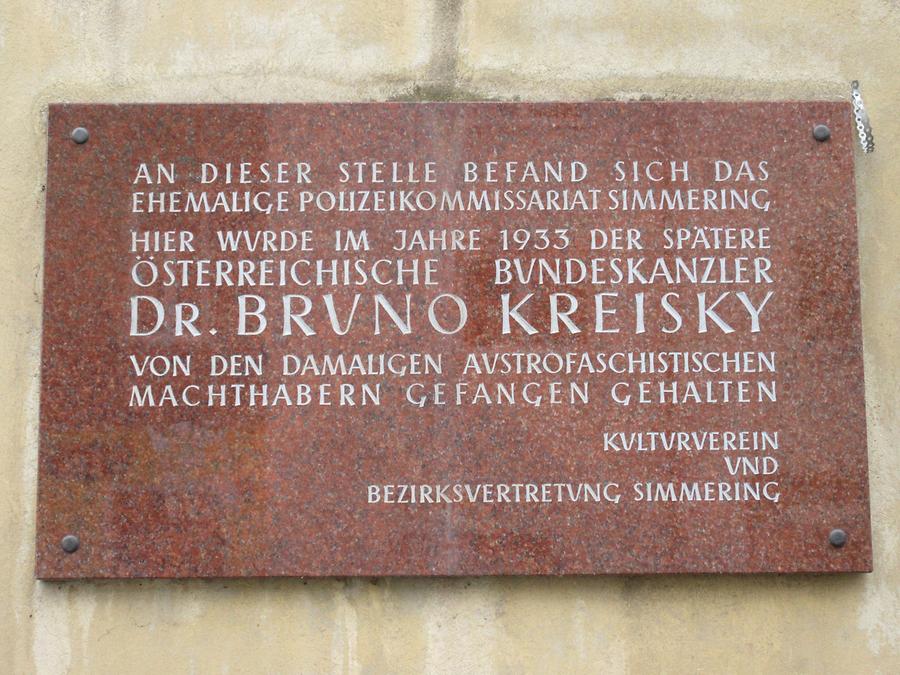 AN DIESER STELLE BEFAND SICH DAS
EHEMALIGE POLIZEIKOMMISSARIAT SIMMERING
HIER WVRDE IM JAHRE 1933 DER SPÄTERE
ÖSTERREICHISCHE BVNDESKANZLER
DR. BRVNO KREISKY
VON DEN DAMALIGEN AVSTROFASCHISTISCHEN
MACHTHABERN GEFANGEN GEHALTEN
KVLTVRVEREIN
VND
BEZIRKSVERTRETVNG SIMMERING